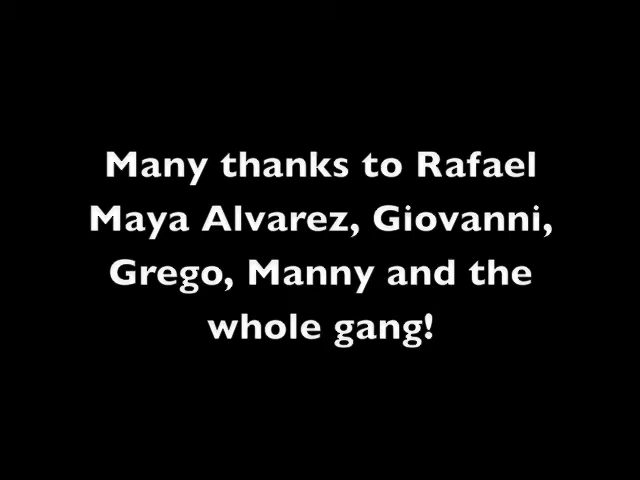 Many thanks to Rafael
Maya Alvarez, Giovanni,
Grego, Manny and the
whole gang!